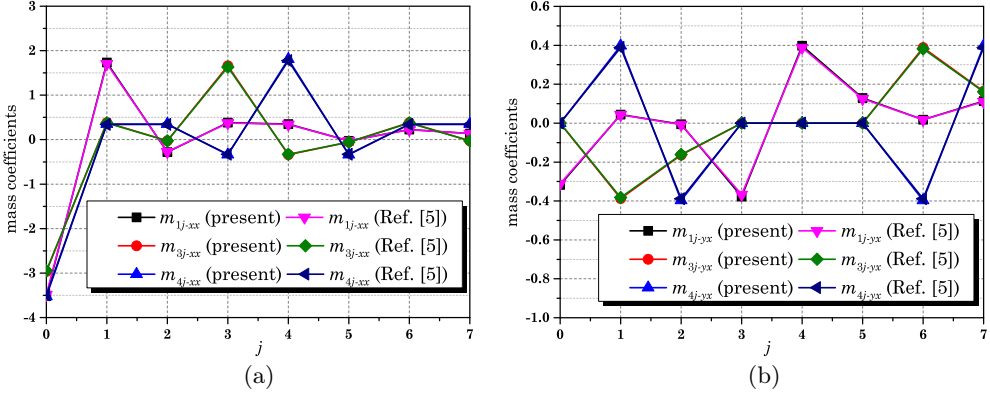 3
2
1
0
-1
-2
-3
-4
mass coefficients
m1j-xx (present) m1j-xx (Ref. [5])
m3j-xx (present) m3j-xx (Ref. [5])
m4j-xx (present) m4j-xx (Ref. [5])
0 1 2 3 4 5 6 7
j
(a)
0.6
0.4
0.2
0.0
-0.2
-0.4
-0.6
-0.8
-1.0
mass coefficients
m1j-yx (present) m1j-yx (Ref. [5])
m3j-yx (present) m3j-yx (Ref. [5])
m4j-yx (present) m4j-yx (Ref. [5])
0 1 2 3 4 5 6 7
j
(b)